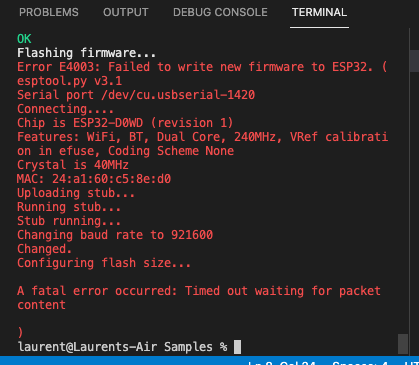 PROBLEMS OUTPUT DEBUG CONSOLE TERMINAL
OK
Flashing firmware...
Error E4003: Failed to write new firmware to ESP32. (
esptool.py v3.1
Serial port /dev/cu.usbserial-1420
Connecting....
Chip is ESP32-D0WD (revision 1)
Features: WiFi, BT, Dual Core, 240MHz, VRef calibrati
on in efuse, Coding Scheme None
Crystal is 40MHz
MAC: 24:a1:60:c5:8e:d0
Uploading stub...
Running stub...
Stub running...
Changing baud rate to 921600
Changed.
Configuring flash size...
A fatal error occurred: Timed out waiting for packet
content
)
laurent@Laurents-Air Samples %